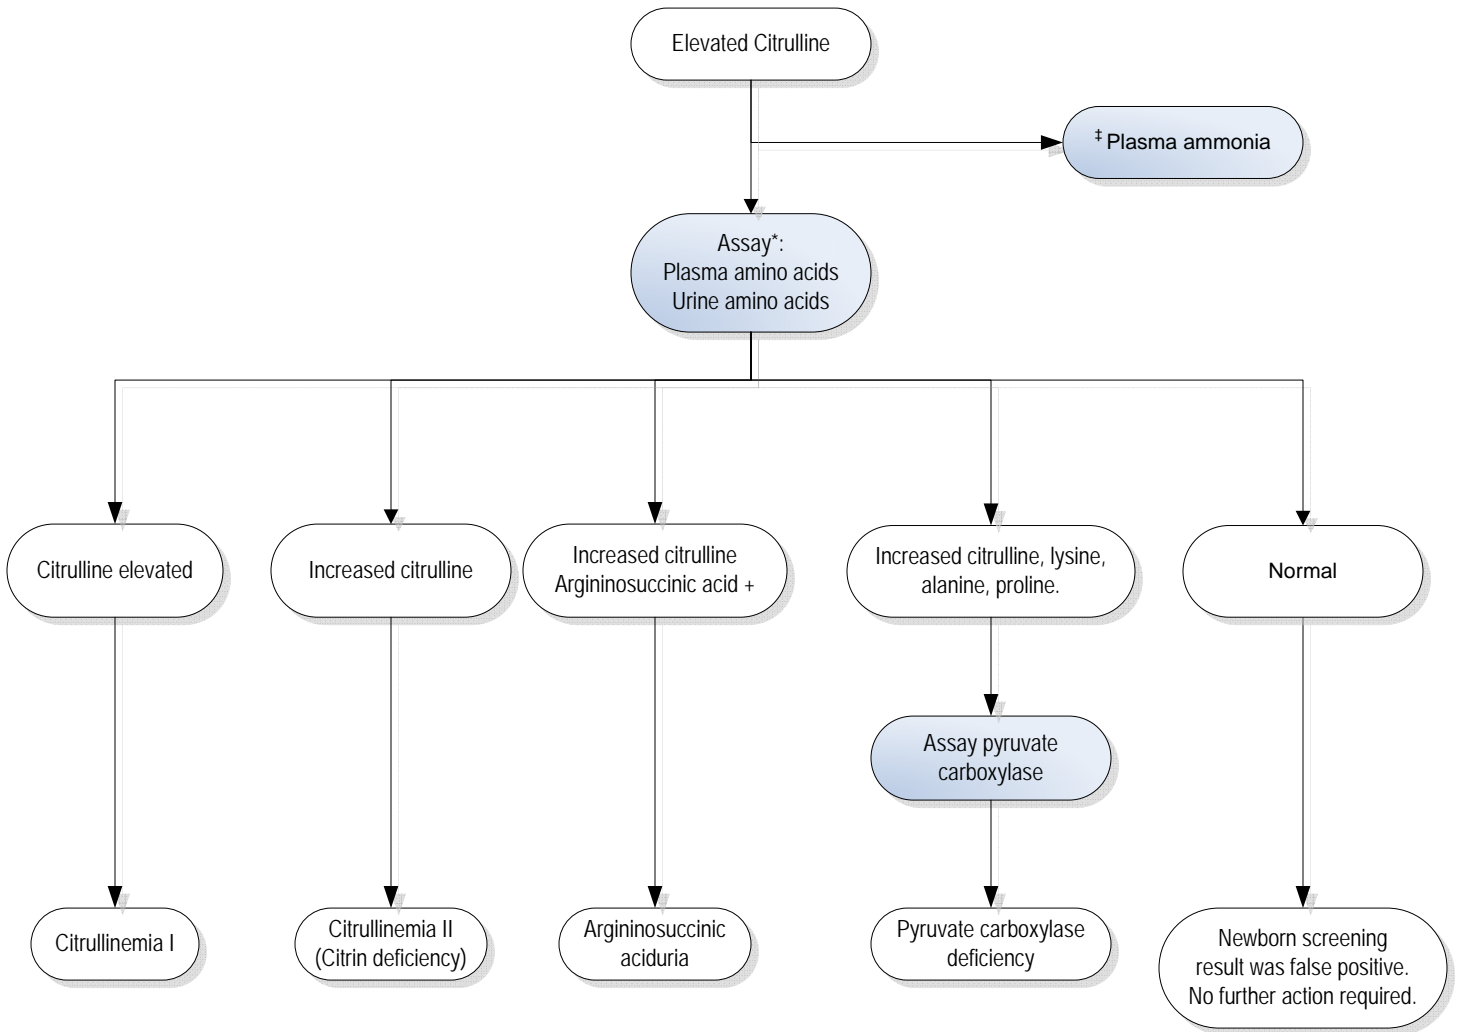 Elevated Citrulline
‡ Plasma ammonia
Assay*:
Plasma amino acids
Urine amino acids
Citrulline elevated
Increased citrulline
Increased citrulline
Argininosuccinic acid +
Increased citrulline, lysine,
alanine, proline.
Normal
Assay pyruvate
carboxylase
Citrullinemia I
Citrullinemia II
(Citrin deficiency)
Argininosuccinic
aciduria
Pyruvate carboxylase
deficiency
Newborn screening
result was false positive.
No further action required.